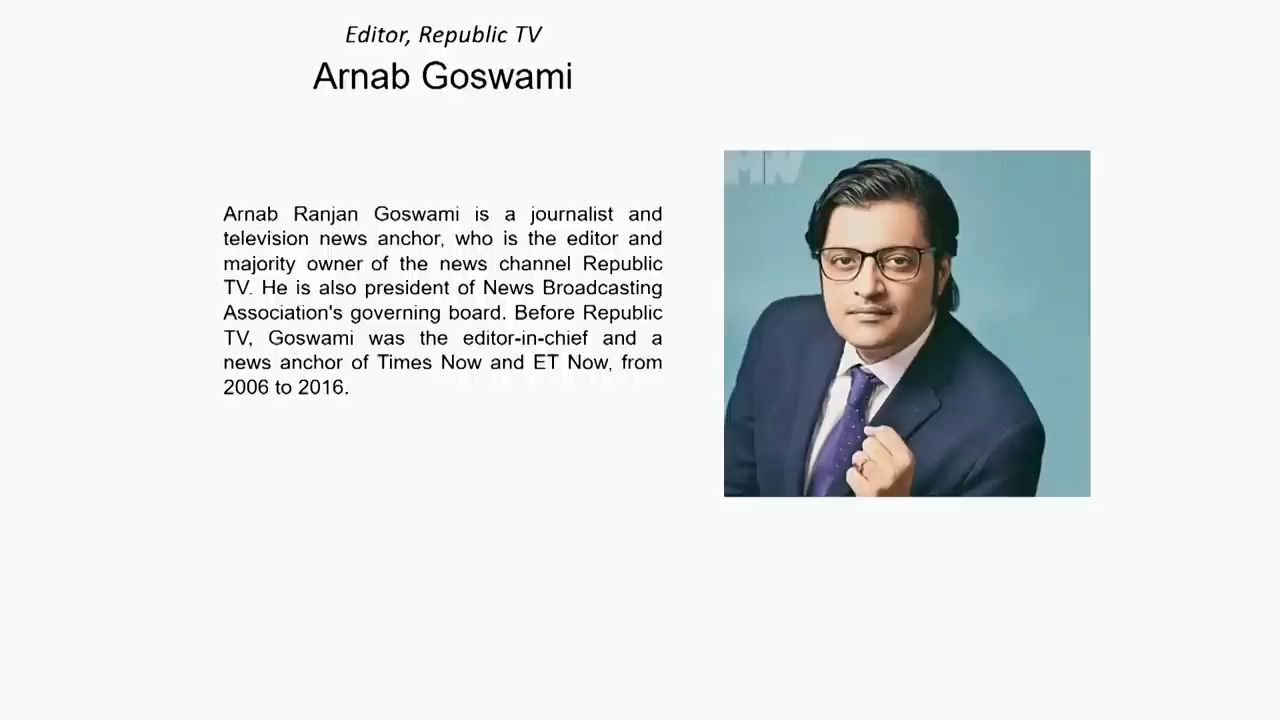 Editor, Republic TV
Arnab Goswami
Arnab Ranjan Goswami is a journalist and
television news anchor, who is the editor and
majority owner of the news channel Republic
TV. He is also president of News Broadcasting
Association's governing board. Before Republic
TV, Goswami was the editor-in-chief and a
news anchor of Times Now and ET Now, from
2006 to 2016.